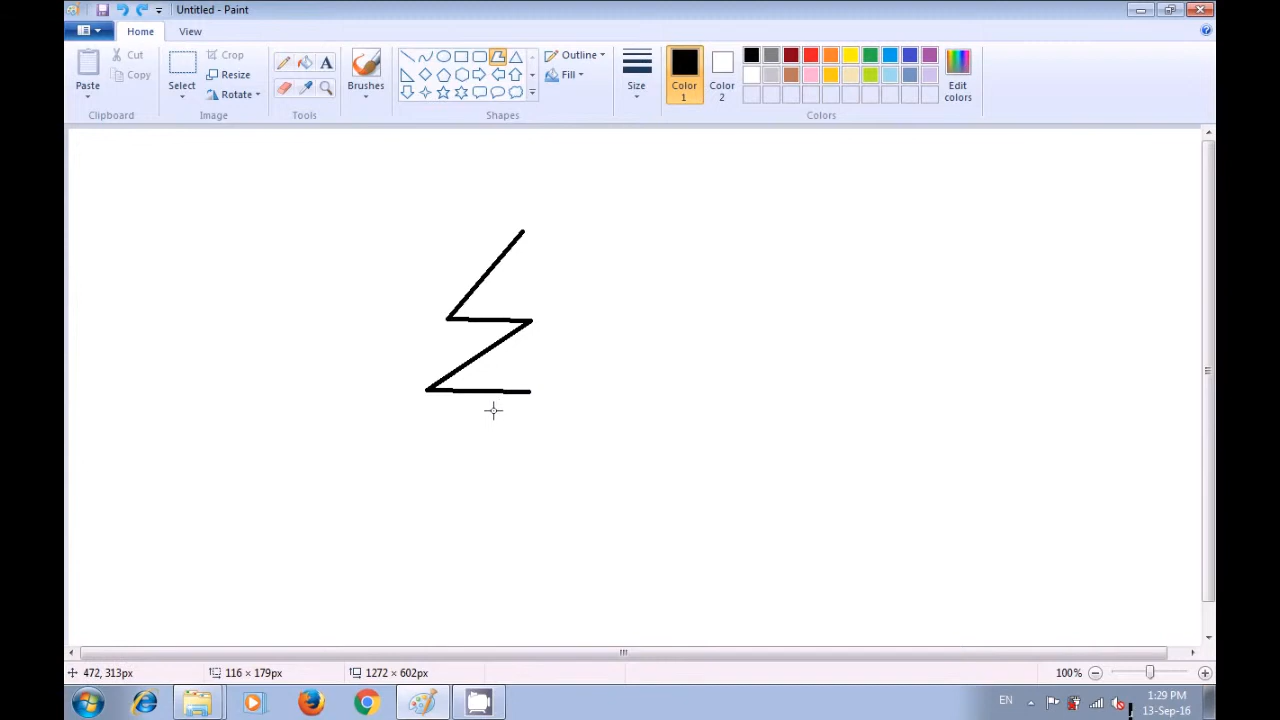 Untitled - Paint
Home View
Paste
Cut
Copy
Clipboard
Select
Crop
Resize
Rotate
Image
A
Tools
Brushes
Shapes
Outline
Fill
Size
Color 1
Color 2
Edit colors
Colors
472, 313px
116 × 179px
1272 × 602px
100%
EN
1:29 PM
13-Sep-16